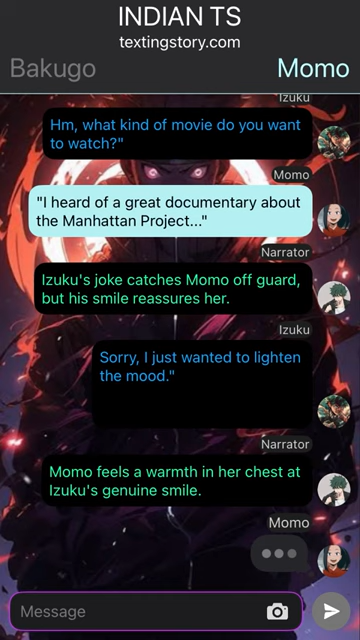 INDIAN TS
textingstory.com
Bakugo
Momo
Izuku
Hm, what kind of movie do you want
to watch?"
Momo
"I heard of a great documentary about
the Manhattan Project..."
Narrator
Izuku's joke catches Momo off guard,
but his smile reassures her.
Izuku
Sorry, I just wanted to lighten
the mood."
Narrator
Momo feels a warmth in her chest at
Izuku's genuine smile.
Momo
Message